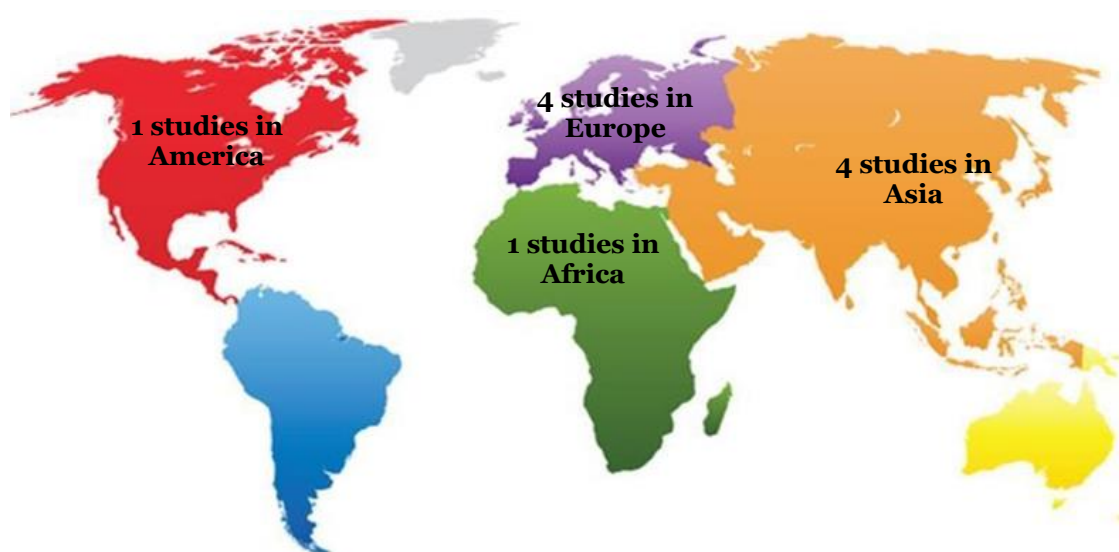 1 studies in
America
4 studies in
Europe
4 studies in
Asia
1 studies in
Africa